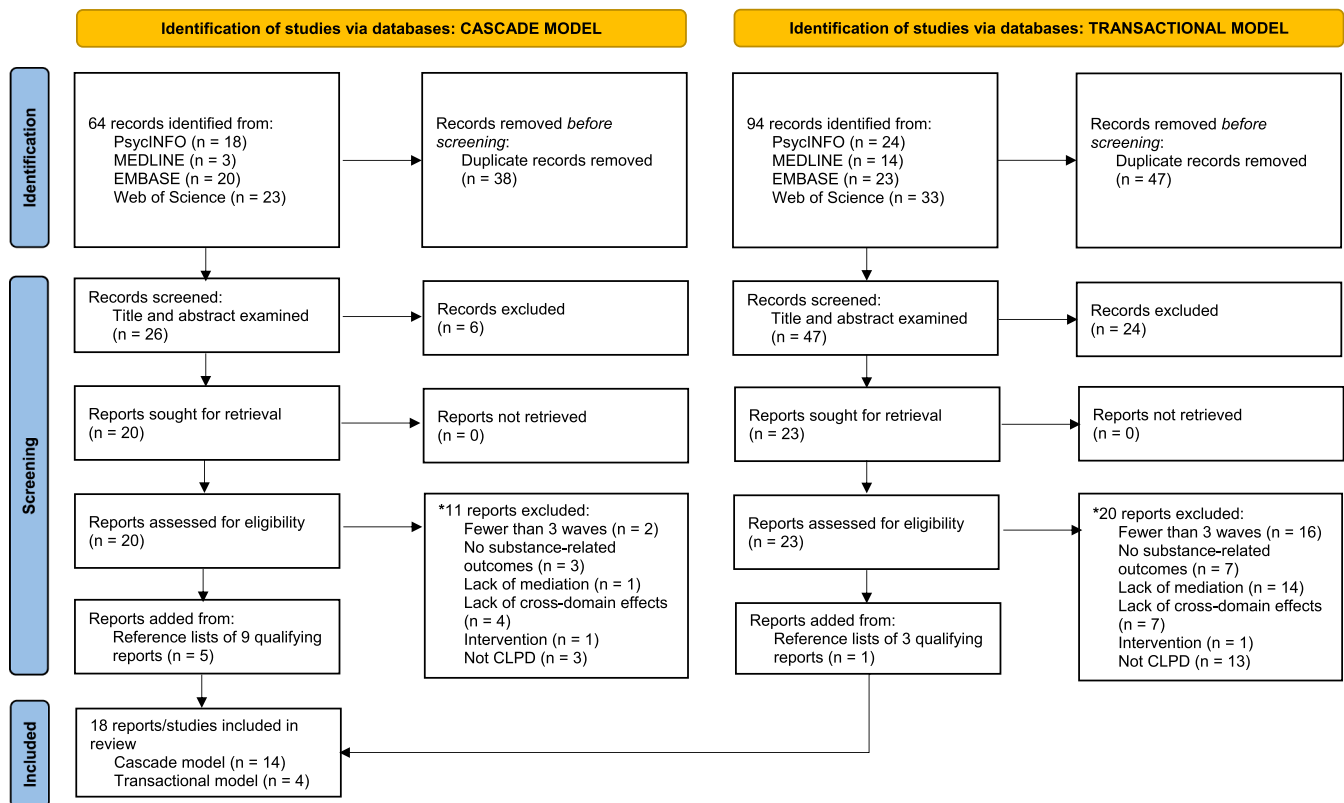 Identification of studies via databases: CASCADE MODEL
Identification of studies via databases: TRANSACTIONAL MODEL
Identification
64 records identified from:
PsycINFO (n = 18)
MEDLINE (n = 3)
EMBASE (n = 20)
Web of Science (n = 23)
Records removed before
screening:
Duplicate records removed
(n = 38)
94 records identified from:
PsycINFO (n = 24)
MEDLINE (n = 14)
EMBASE (n = 23)
Web of Science (n = 33)
Records removed before
screening:
Duplicate records removed
(n = 47)
Screening
Records screened:
Title and abstract examined
(n = 26)
Records excluded
(n = 6)
Records screened:
Title and abstract examined
(n = 47)
Records excluded
(n = 24)
Reports sought for retrieval
(n = 20)
Reports not retrieved
(n = 0)
Reports sought for retrieval
(n = 23)
Reports not retrieved
(n = 0)
Reports assessed for eligibility
(n = 20)
*11 reports excluded:
Fewer than 3 waves (n = 2)
No substance-related
outcomes (n = 3)
Lack of mediation (n = 1)
Lack of cross-domain effects
(n = 4)
Intervention (n = 1)
Not CLPD (n = 3)
Reports assessed for eligibility
(n = 23)
*20 reports excluded:
Fewer than 3 waves (n = 16)
No substance-related
outcomes (n = 7)
Lack of mediation (n = 14)
Lack of cross-domain effects
(n = 7)
Intervention (n = 1)
Not CLPD (n = 13)
Reports added from:
Reference lists of 9 qualifying
reports (n = 5)
Reports added from:
Reference lists of 3 qualifying
reports (n = 1)
Included
18 reports/studies included in
review
Cascade model (n = 14)
Transactional model (n = 4)